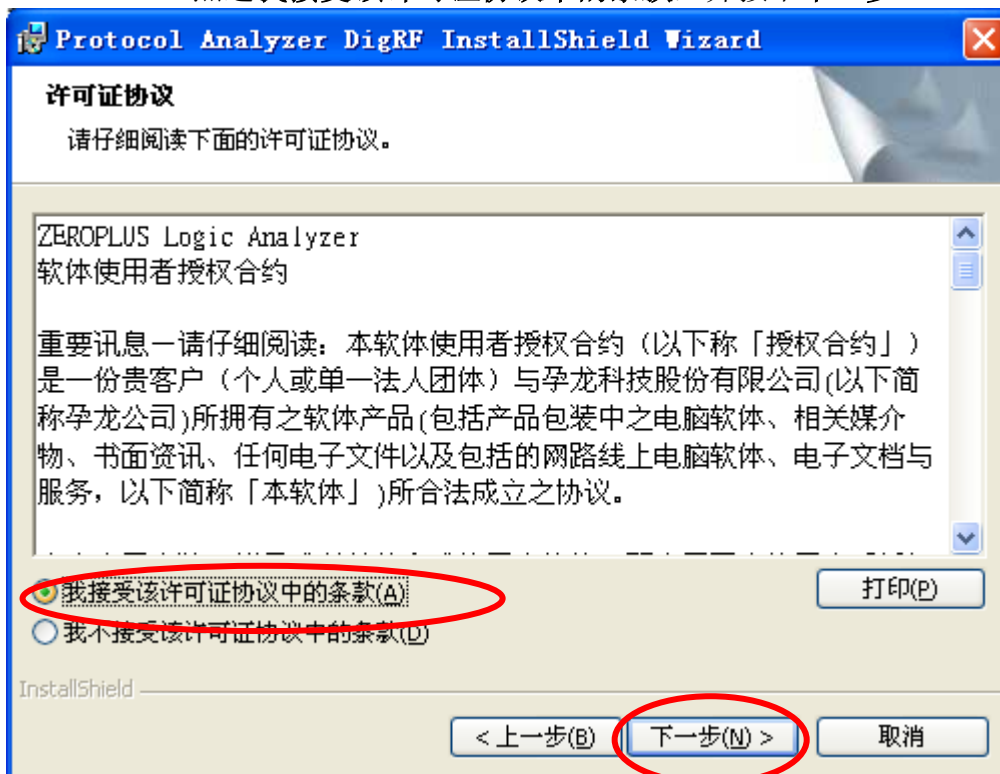 Protocol Analyzer DigRF InstallShield Wizard
许可证协议
请仔细阅读下面的许可证协议。
ZEROPLUS Logic Analyzer
软体使用者授权合约
重要讯息－请仔细阅读：本软体使用者授权合约（以下称「授权合约」）
是一份贵客户（个人或单一法人团体）与孕龙科技股份有限公司(以下简
称孕龙公司)所拥有之软体产品(包括产品包装中之电脑软体、相关媒介
物、书面资讯、任何电子文件以及包括的网路线上电脑软体、电子文档与
服务，以下简称「本软体」)所合法成立之协议。
我接受该许可证协议中的条款(A)
打印(P)
我不接受该许可证协议中的条款(D)
InstallShield
< 上一步(B)
下一步(N) >
取消